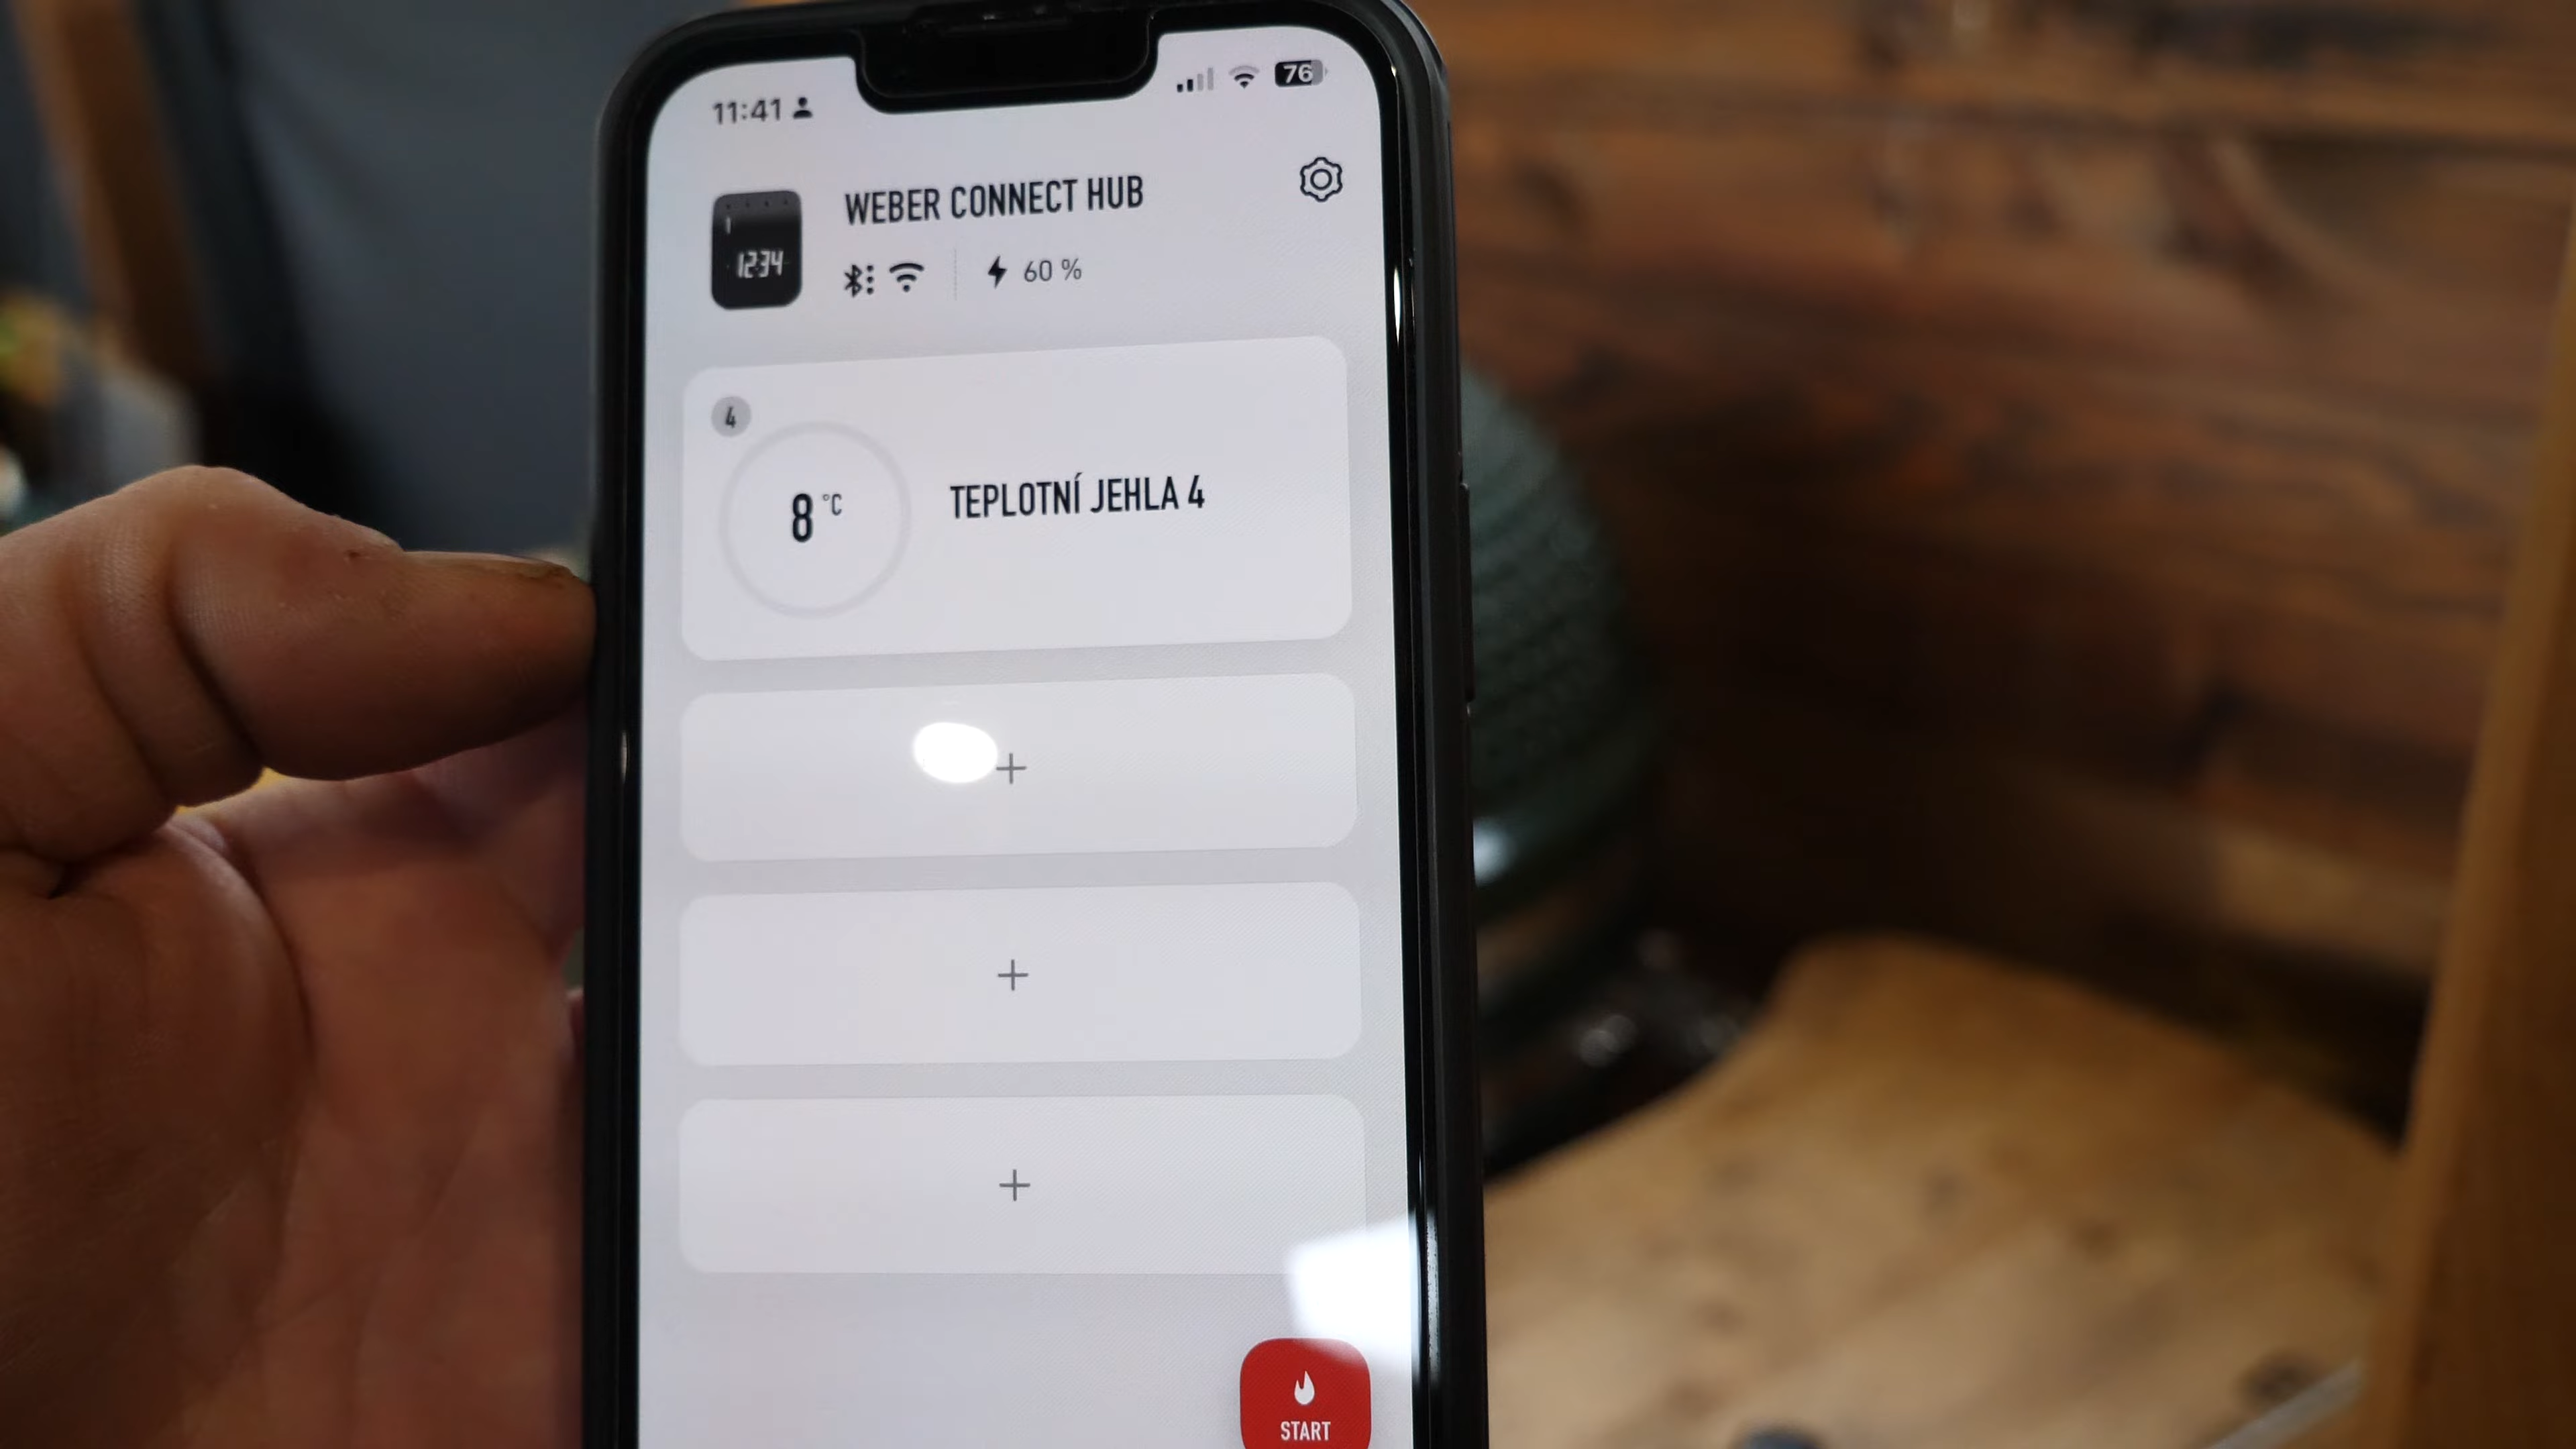 11:41
76
WEBER CONNECT HUB
12:34
60 %
4
8 °C
TEPLOTNÍ JEHLA 4
START